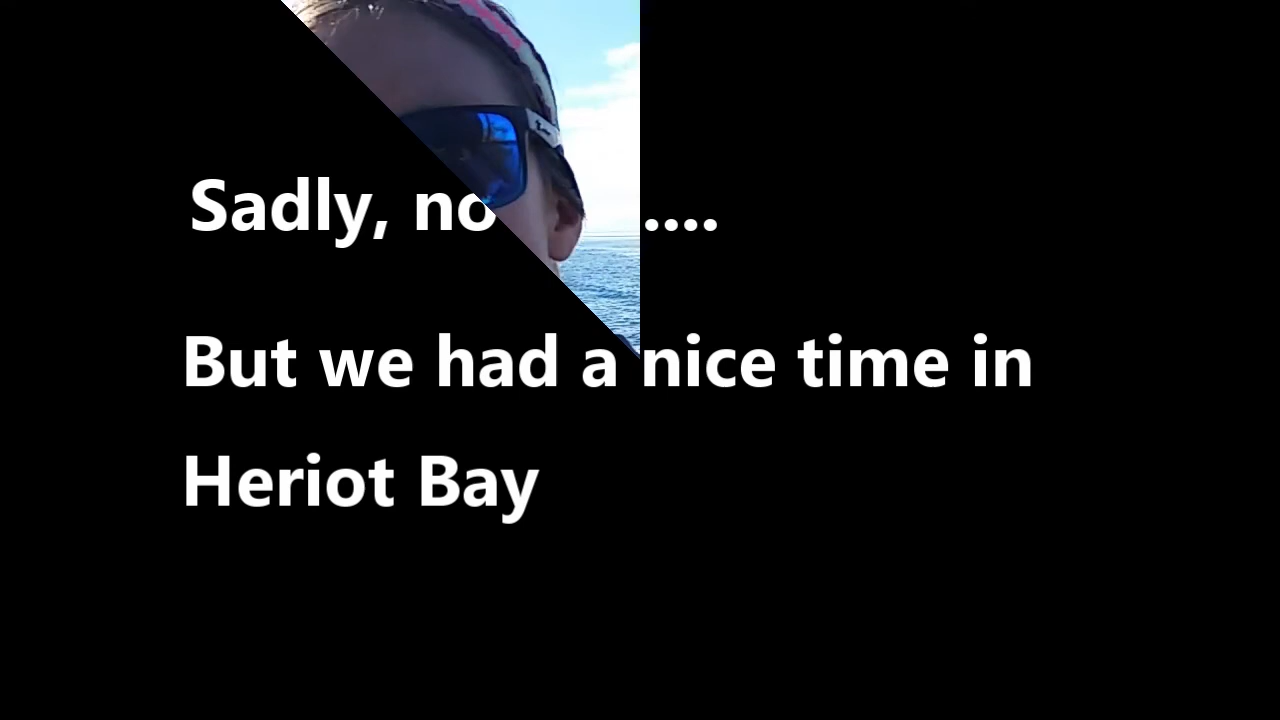 Sadly, no ....
But we had a nice time in
Heriot Bay